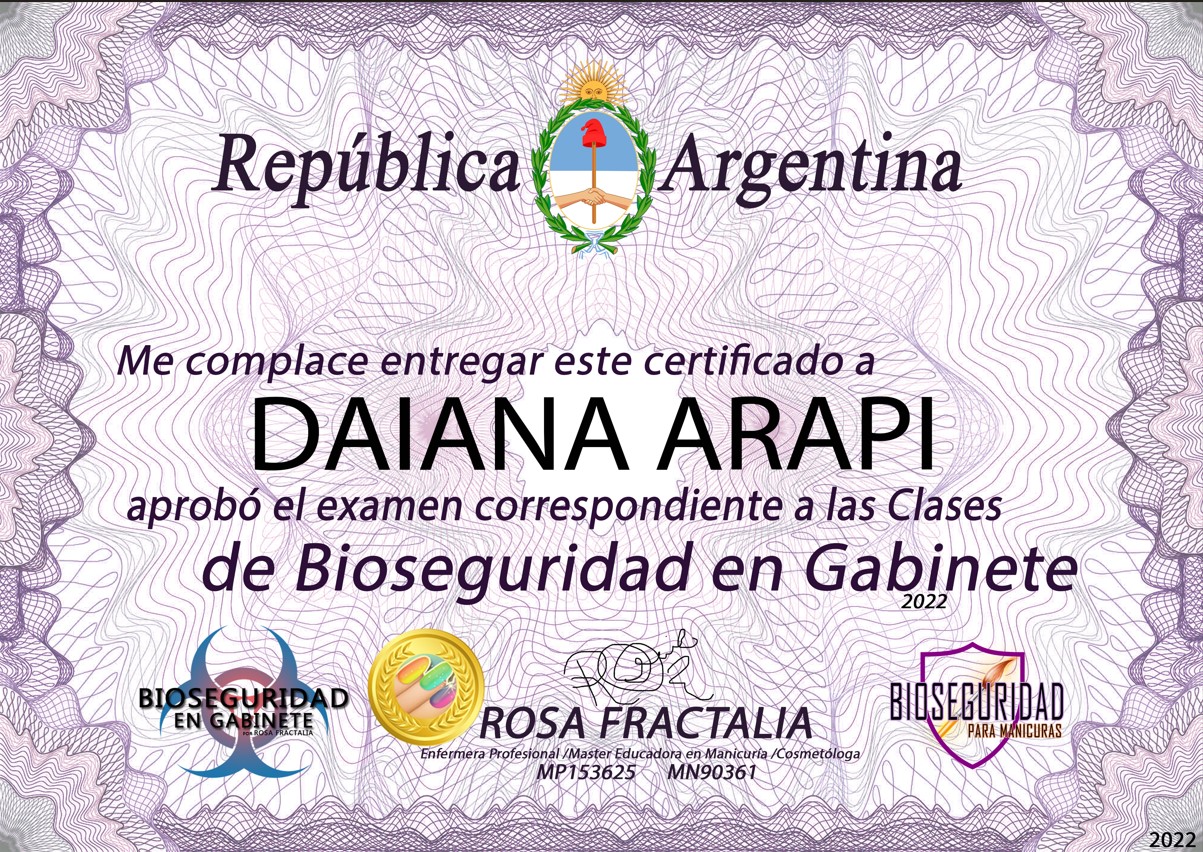 República Argentina
Me complace entregar este certificado a
DAIANA ARAPI
aprobó el examen correspondiente a las Clases
de Bioseguridad en Gabinete
2022
BIOSEGURIDAD
EN GABINETE
POR ROSA FRACTALIA
ROSA FRACTALIA
Enfermera Profesional /Master Educadora en Manicuría /Cosmetóloga
MP153625 MN90361
BIOSEGURIDAD
PARA MANICURAS
2022